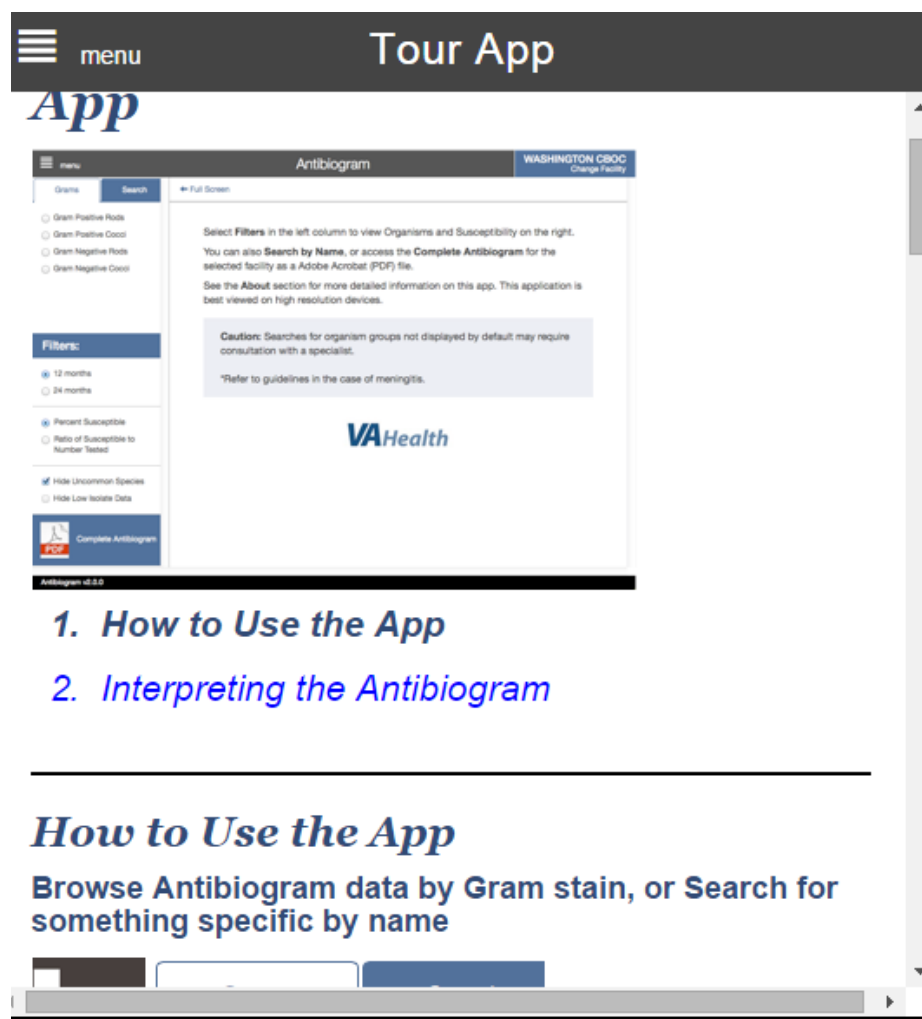 menu
Tour App
App
menu
Antibiogram
WASHINGTON CBOC
Change Facility
Grams
Search
Full Screen
Gram Positive Rods
Gram Positive Cocci
Gram Negative Rods
Gram Negative Cocci
Select Filters in the left column to view Organisms and Susceptibility on the right.
You can also Search by Name, or access the Complete Antibiogram for the
selected facility as a Adobe Acrobat (PDF) file.
See the About section for more detailed information on this app. This application is
best viewed on high resolution devices.
Caution: Searches for organism groups not displayed by default may require
consultation with a specialist.
*Refer to guidelines in the case of meningitis.
Filters:
12 months
24 months
Percent Susceptible
Ratio of Susceptible to
Number Tested
Hide Uncommon Species
Hide Low Isolate Data
VA Health
PDF
Complete Antibiogram
Antibiogram v2.0.0
1. How to Use the App
2. Interpreting the Antibiogram
How to Use the App
Browse Antibiogram data by Gram stain, or Search for
something specific by name